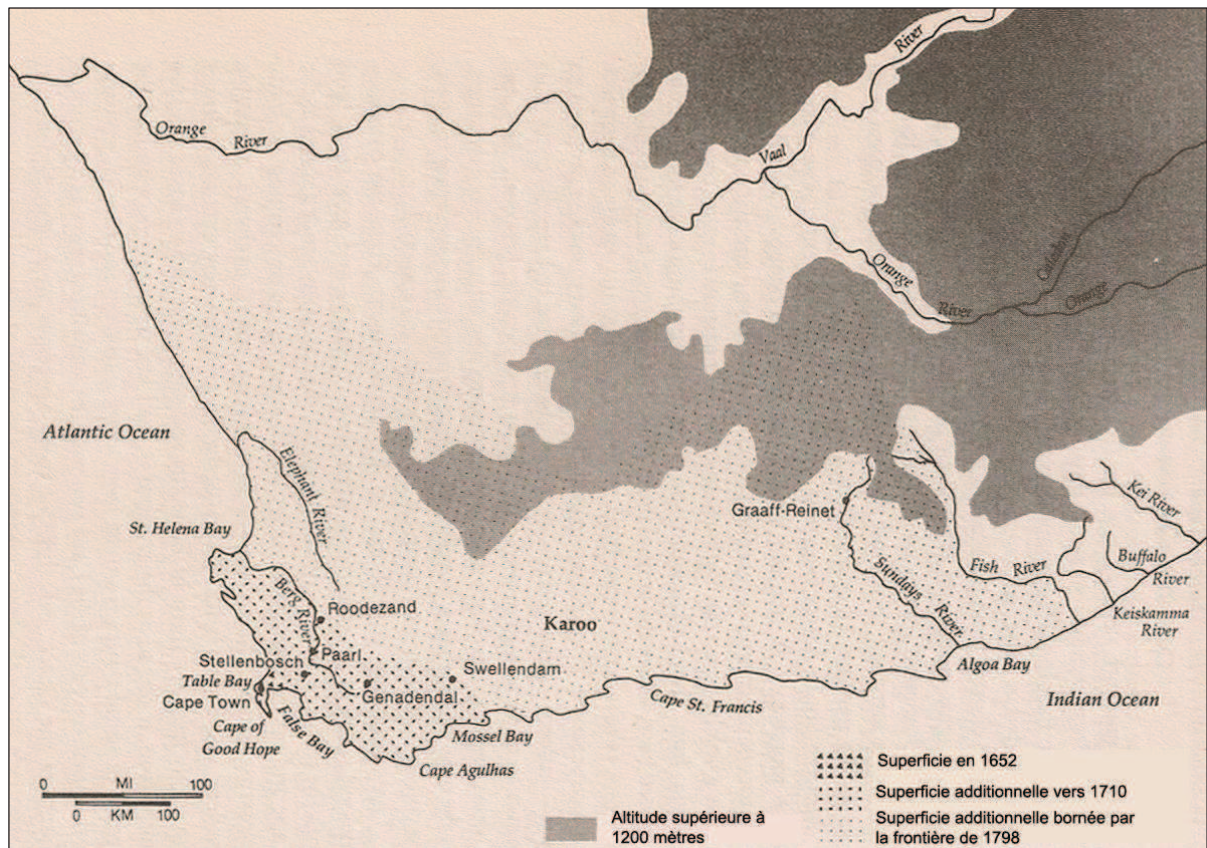 River
Orange
River
Vaal
Orange
River
Caledon
Orange
Atlantic Ocean
Elephant River
St. Helena Bay
Graaff-Reinet
Kei River
Buffalo
River
Fish River
Sundays River
Keiskamma
River
Berg River
Roodezand
Karoo
Stellenbosch
Paarl
Swellendam
Table Bay
Genadendal
Cape Town
False Bay
Cape of
Good Hope
Mossel Bay
Cape St. Francis
Algoa Bay
Indian Ocean
Cape Agulhas
MI
0 100
0 100
KM
Altitude supérieure à
1200 mètres
Superficie en 1652
Superficie additionnelle vers 1710
Superficie additionnelle bornée par
la frontière de 1798